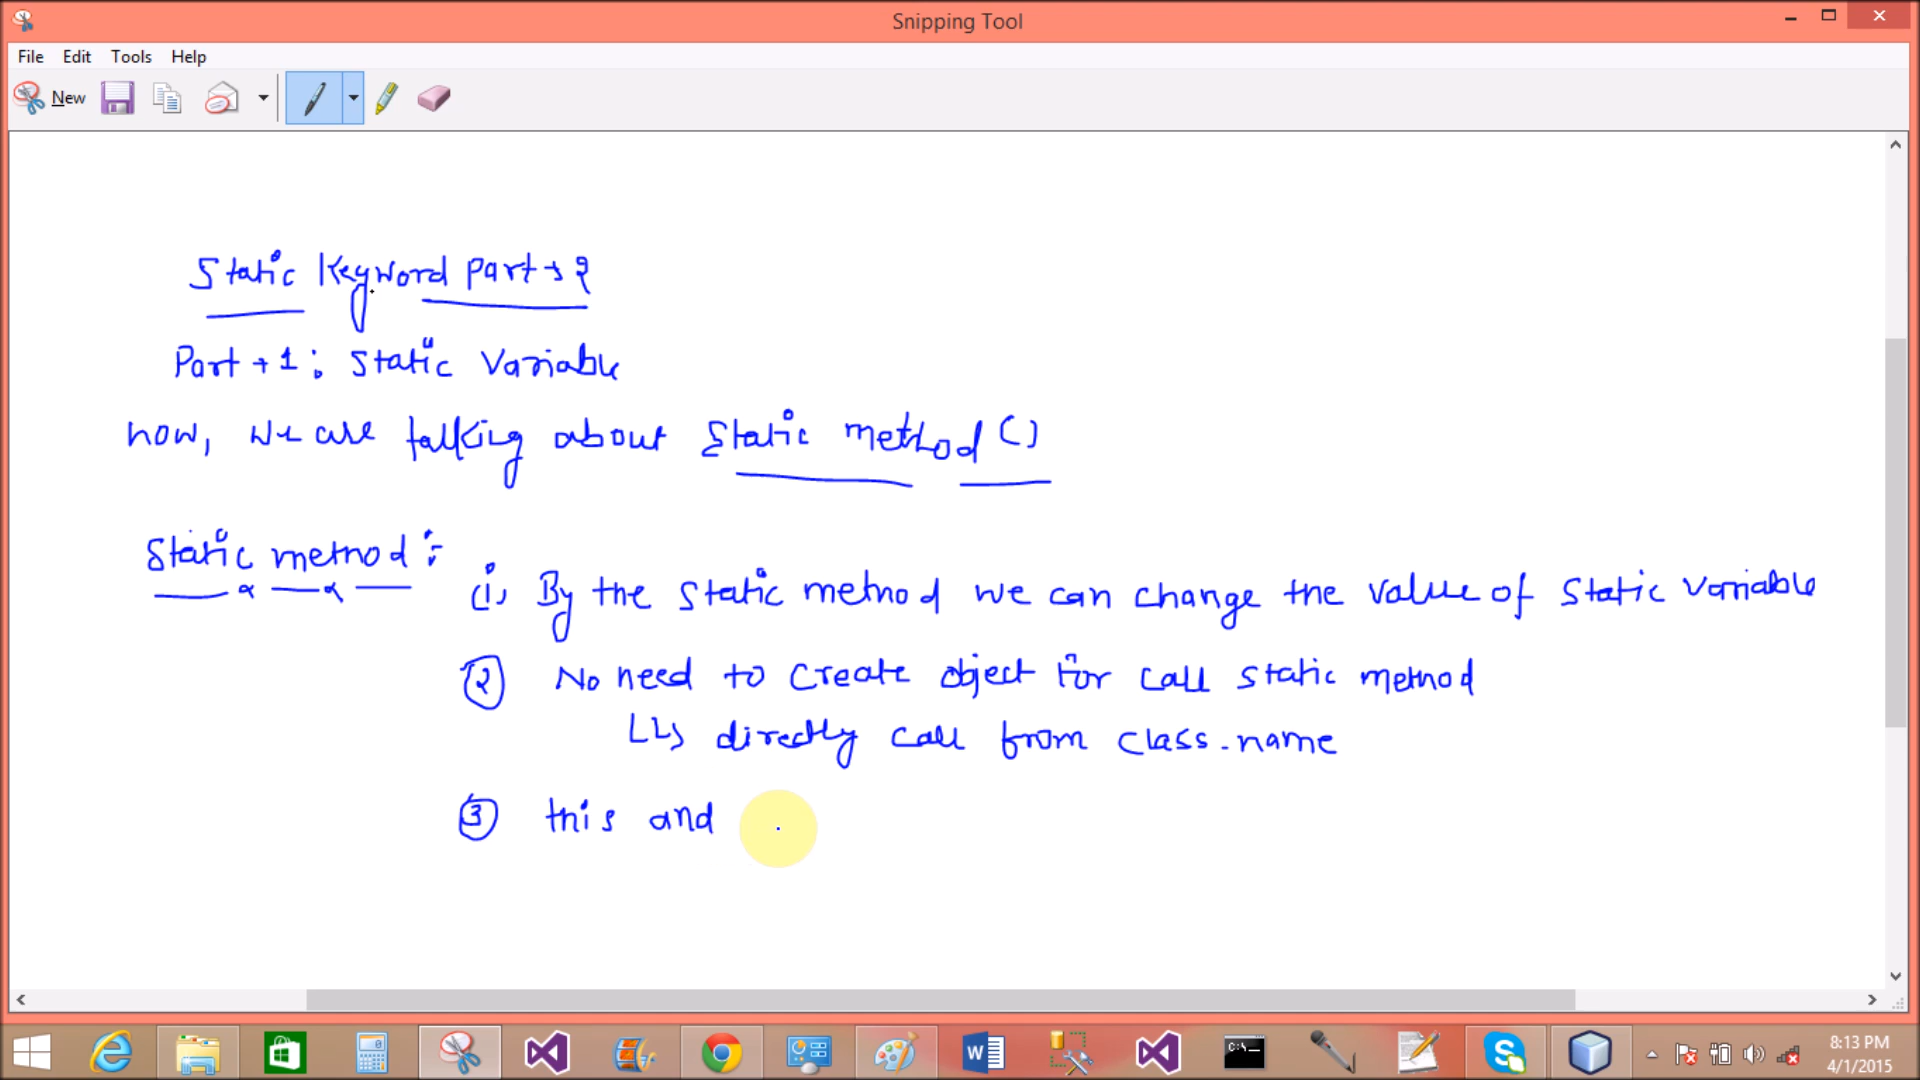 Snipping Tool
File Edit Tools Help
New
Static Keyword Part → 2
Part → 1 : Static Variable
now, we are talking about Static method ( )
Static method :
(i) By the static method we can change the value of static variable
② No need to create object for call static method
directly call from class.name
③ this and
8:13 PM
4/1/2015